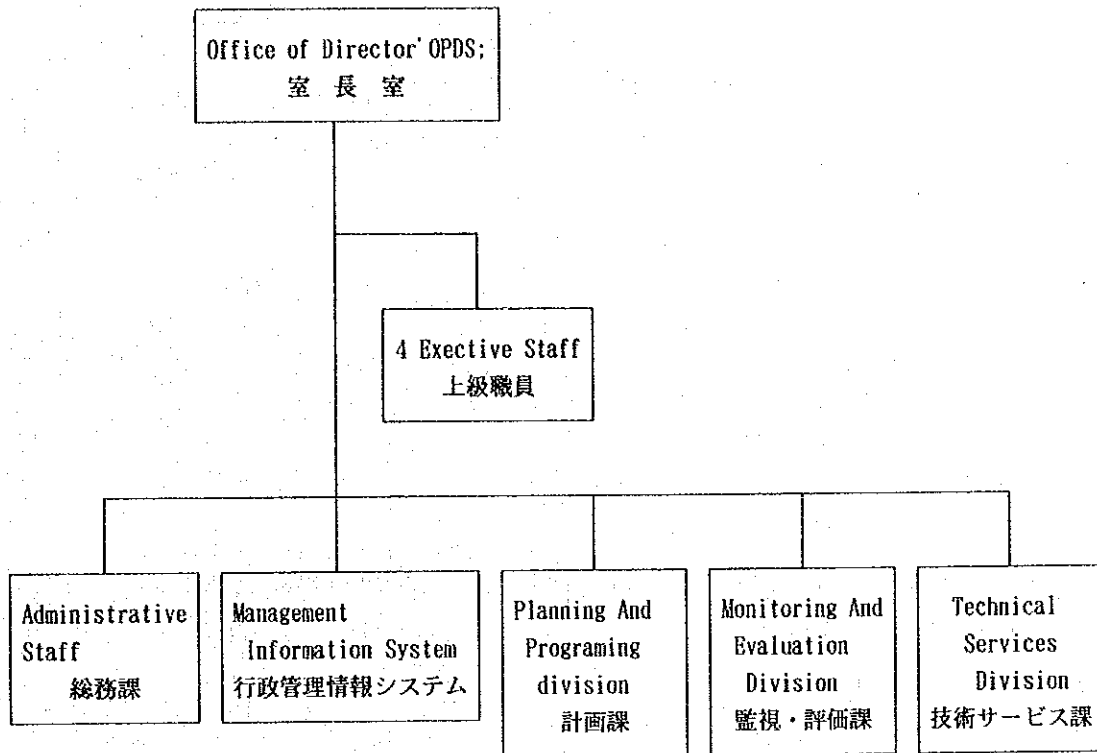 Office of Director'OPDS;
室 長 室
4 Exective Staff
上級職員
Administrative
Staff
総務課
Management
Information System
行政管理情報システム
Planning And
Programing
division
計画課
Monitoring And
Evaluation
Division
監視・評価課
Technical
Services
Division
技術サービス課